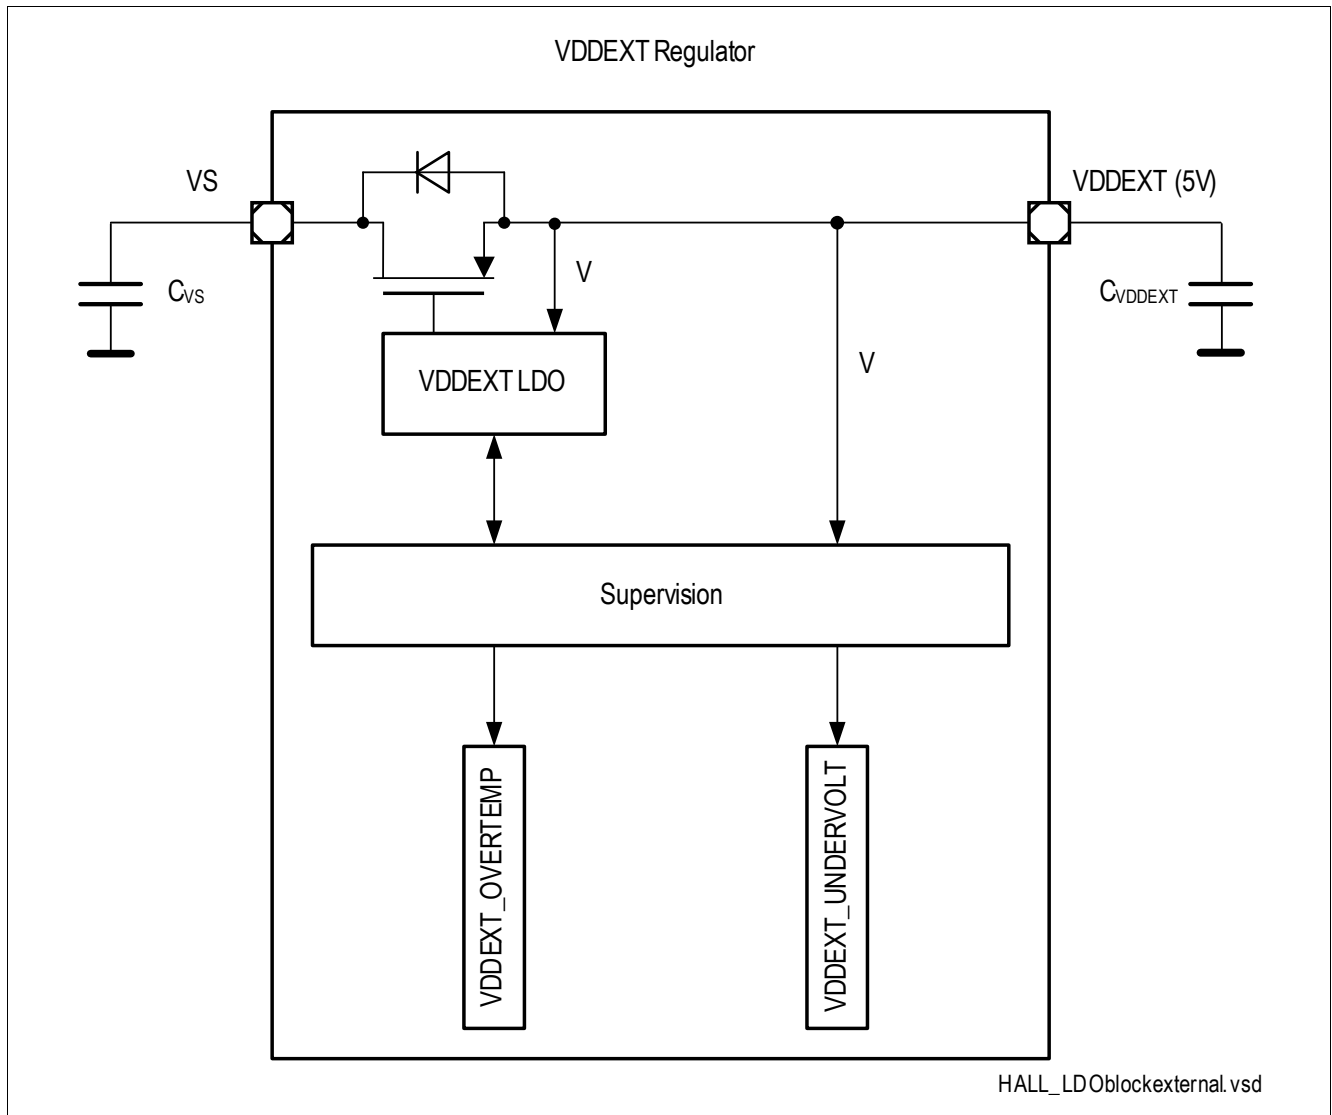 VDDEXT Regulator
VS
VDDEXT (5V)
V
CVS
CVDDEXT
VDDEXT LDO
V
Supervision
VDDEXT_OVERTEMP
VDDEXT_UNDERVOLT
HALL_LDOblockexternal.vsd